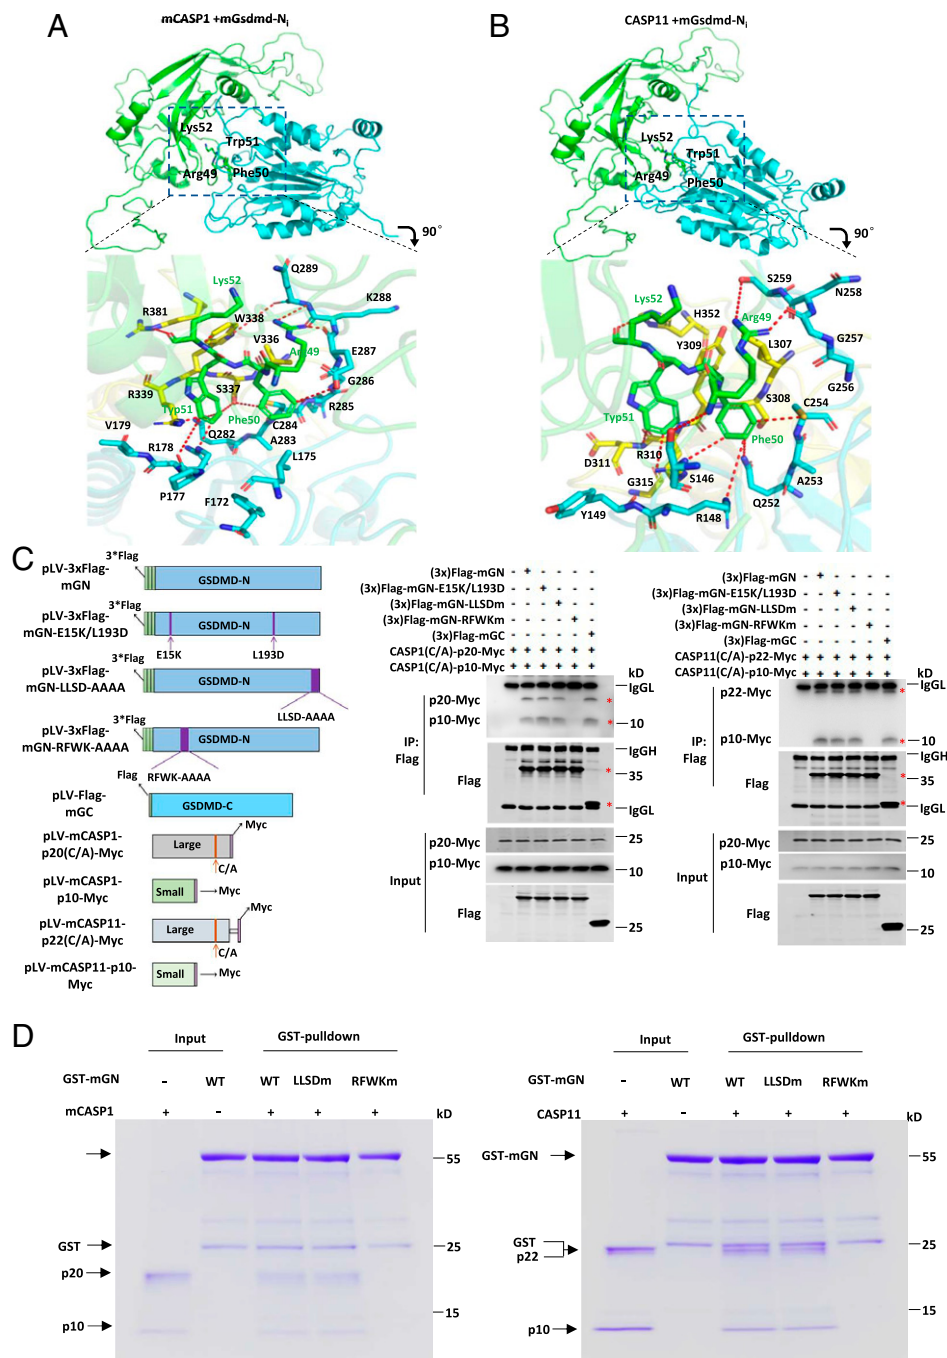 A
mCASP1 +mGsdmd-Ni
Lys52
Trp51
Arg49
Phe50
90°
Q289
Lys52
K288
R381
W338
V336
Arg49
E287
G286
R339
S337
R285
Typ51
Phe50
C284
V179
Q282
A283
R178
L175
P177
F172
B
CASP11 +mGsdmd-Ni
Lys52
Trp51
Arg49
Phe50
90°
S259
N258
Lys52
H352
Arg49
Y309
L307
G257
G256
S308
C254
Typ51
Phe50
D311
R310
A253
G315
S146
Q252
Y149
R148
C
pLV-3xFlag-
mGN
3*Flag
GSDMD-N
pLV-3xFlag-
mGN-E15K/L193D
3*Flag
GSDMD-N
E15K
L193D
pLV-3xFlag-
mGN-LLSD-AAAA
3*Flag
GSDMD-N
LLSD-AAAA
pLV-3xFlag-
mGN-RFWK-AAAA
3*Flag
GSDMD-N
RFWK-AAAA
pLV-Flag-
mGC
Flag
GSDMD-C
pLV-mCASP1-
p20(C/A)-Myc
Large
Myc
C/A
pLV-mCASP1-
p10-Myc
Small
Myc
pLV-mCASP11-
p22(C/A)-Myc
Large
Myc
C/A
pLV-mCASP11-p10-
Myc
Small
Myc
(3x)Flag-mGN - + - - - -
(3x)Flag-mGN-E15K/L193D - - + - - -
(3x)Flag-mGN-LLSDm - - - + - -
(3x)Flag-mGN-RFWKm - - - - + -
(3x)Flag-mGC - - - - - +
CASP1(C/A)-p20-Myc + + + + + +
CASP1(C/A)-p10-Myc + + + + + +
kD
IgGL
p20-Myc
*
p10-Myc
* 10
IP:
Flag
IgGH
Flag
* 35
*
IgGL
Input
p20-Myc
25
p10-Myc
10
Flag
25
(3x)Flag-mGN - + - - - -
(3x)Flag-mGN-E15K/L193D - - + - - -
(3x)Flag-mGN-LLSDm - - - + - -
(3x)Flag-mGN-RFWKm - - - - + -
(3x)Flag-mGC - - - - - +
CASP11(C/A)-p22-Myc + + + + + +
CASP11(C/A)-p10-Myc + + + + + +
kD
IgGL
p22-Myc
*
p10-Myc
* 10
IP:
Flag
IgGH
Flag
* 35
*
IgGL
Input
p20-Myc
25
p10-Myc
10
Flag
25
D
Input
GST-pulldown
GST-mGN - WT WT LLSDm RFWKm
mCASP1 + - + + +
kD
55
GST
25
p20
15
p10
Input
GST-pulldown
GST-mGN - WT WT LLSDm RFWKm
CASP11 + - + + +
kD
GST-mGN
55
GST
p22
25
15
p10